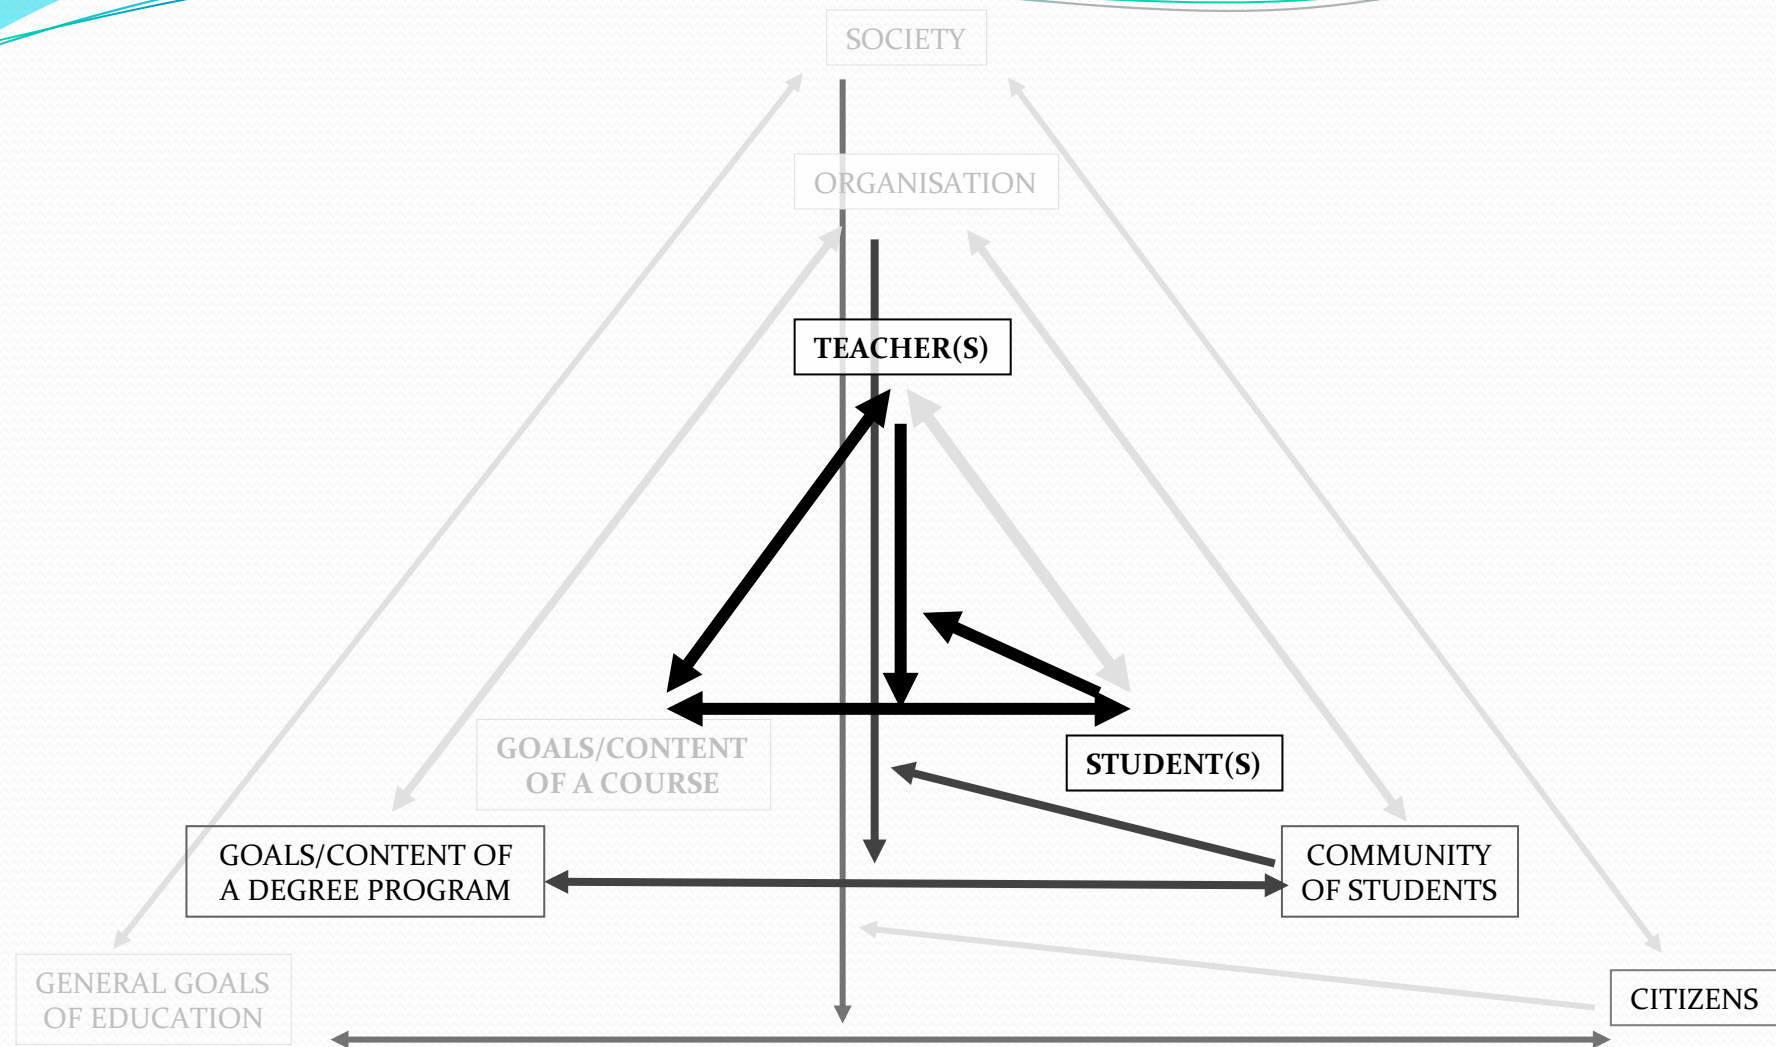 SOCIETY
ORGANISATION
TEACHER(S)
GOALS/CONTENT
OF A COURSE
STUDENT(S)
GOALS/CONTENT OF
A DEGREE PROGRAM
COMMUNITY
OF STUDENTS
GENERAL GOALS
OF EDUCATION
CITIZENS